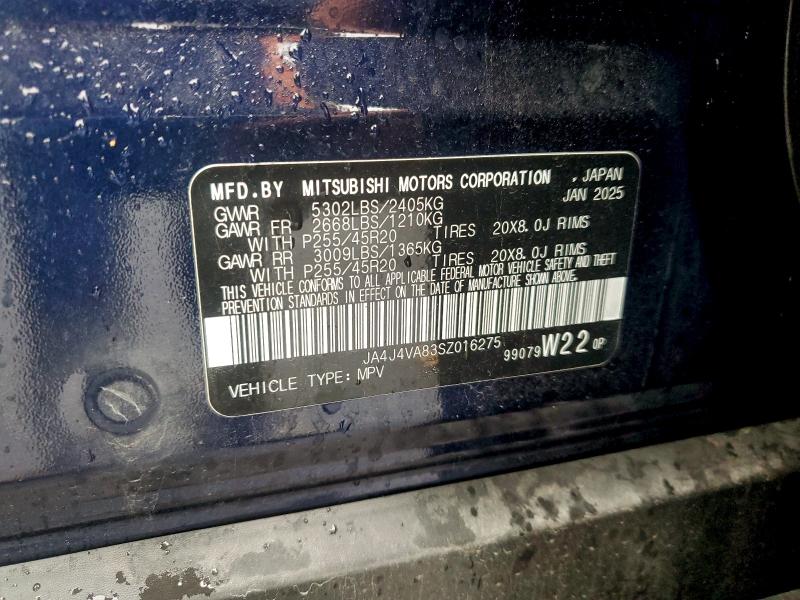 MFD.BY MITSUBISHI MOTORS CORPORATION , JAPAN
JAN 2025
GVWR 5302LBS/2405KG
GAWR FR 2668LBS/1210KG
WITH P255/45R20 TIRES 20X8.0J RIMS
GAWR RR 3009LBS/1365KG
WITH P255/45R20 TIRES 20X8.0J RIMS
THIS VEHICLE CONFORMS TO ALL APPLICABLE FEDERAL MOTOR VEHICLE SAFETY AND THEFT
PREVENTION STANDARDS IN EFFECT ON THE DATE OF MANUFACTURE SHOWN ABOVE.
JA4J4VA83SZ016275
99079 W22 0P
VEHICLE TYPE: MPV